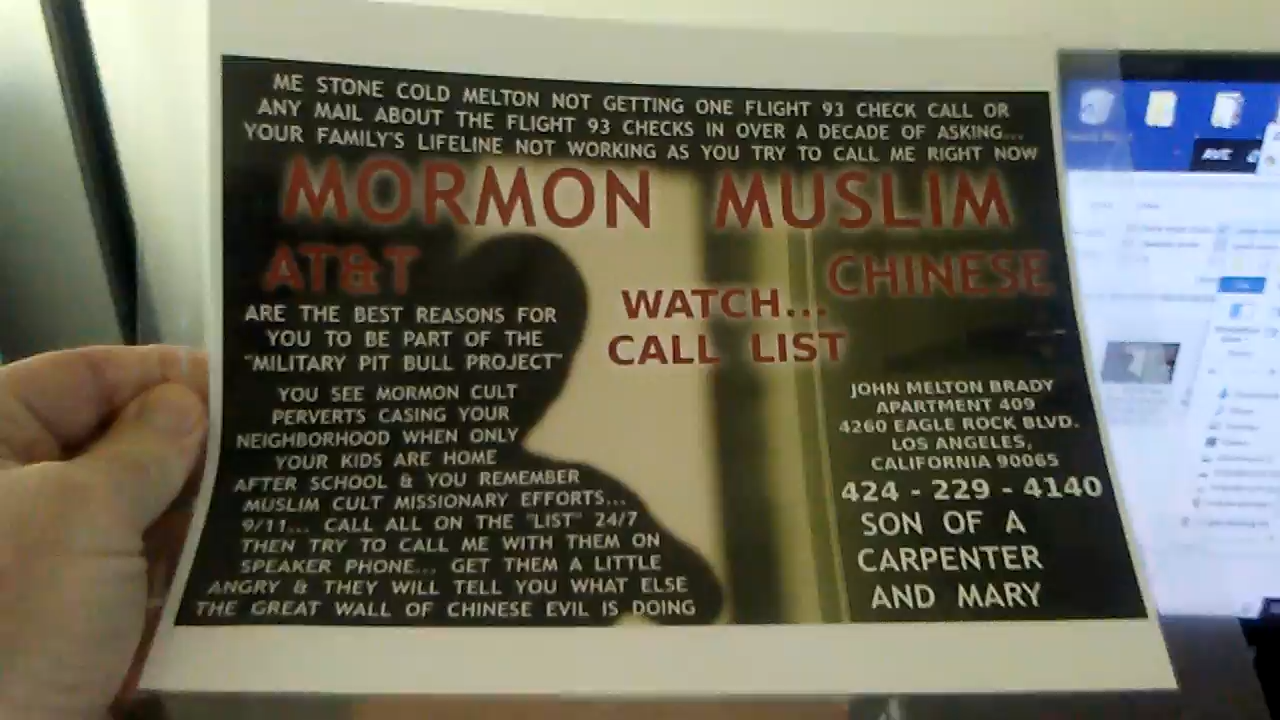 ME STONE COLD MELTON NOT GETTING ONE FLIGHT 93 CHECK CALL OR
ANY MAIL ABOUT THE FLIGHT 93 CHECKS IN OVER A DECADE OF ASKING...
YOUR FAMILY'S LIFELINE NOT WORKING AS YOU TRY TO CALL ME RIGHT NOW
MORMON MUSLIM
AT&T
CHINESE
WATCH...
CALL LIST
ARE THE BEST REASONS FOR
YOU TO BE PART OF THE
"MILITARY PIT BULL PROJECT"
YOU SEE MORMON CULT
PERVERTS CASING YOUR
NEIGHBORHOOD WHEN ONLY
YOUR KIDS ARE HOME
AFTER SCHOOL & YOU REMEMBER
MUSLIM CULT MISSIONARY EFFORTS...
9/11... CALL ALL ON THE "LIST" 24/7
THEN TRY TO CALL ME WITH THEM ON
SPEAKER PHONE... GET THEM A LITTLE
ANGRY & THEY WILL TELL YOU WHAT ELSE
THE GREAT WALL OF CHINESE EVIL IS DOING
JOHN MELTON BRADY
APARTMENT 409
4260 EAGLE ROCK BLVD.
LOS ANGELES,
CALIFORNIA 90065
424 - 229 - 4140
SON OF A
CARPENTER
AND MARY
AVE